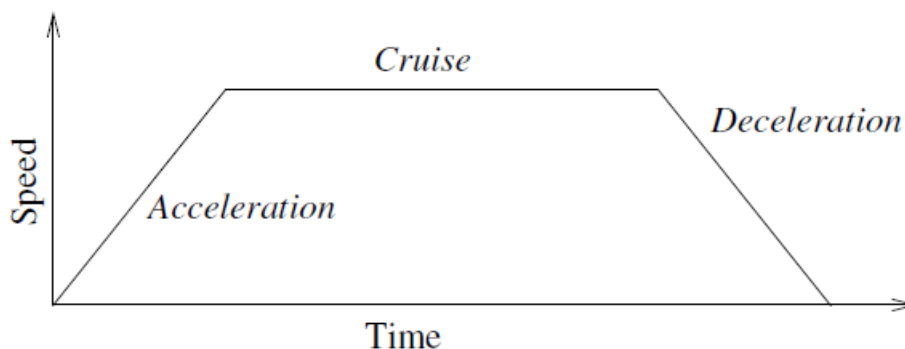 Cruise
Deceleration
Acceleration
Speed
Time